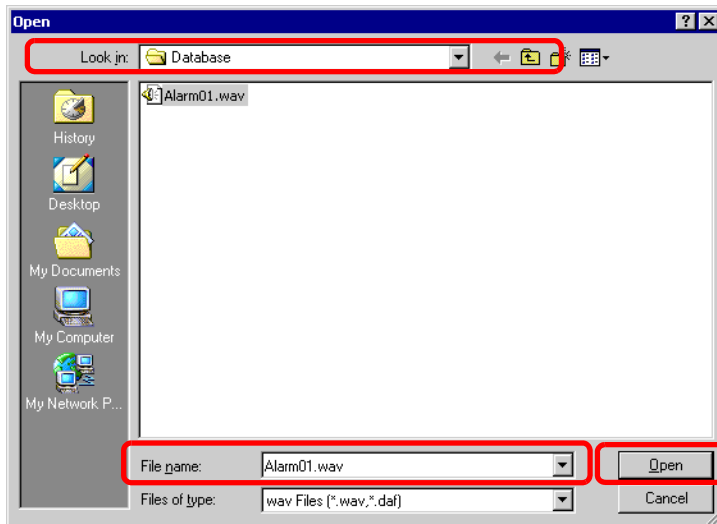 Open
Look in: Database
Alarm01.wav
History
Desktop
My Documents
My Computer
My Network P...
File name: Alarm01.wav
Open
Files of type: wav Files (*.wav,*.daf)
Cancel